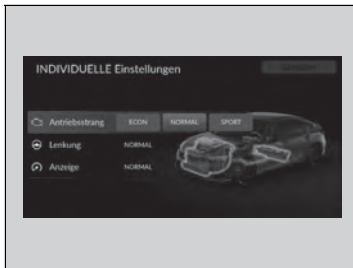 INDIVIDUELLE Einstellungen
Antriebsstrang ECON NORMAL SPORT
Lenkung NORMAL
Anzeige NORMAL